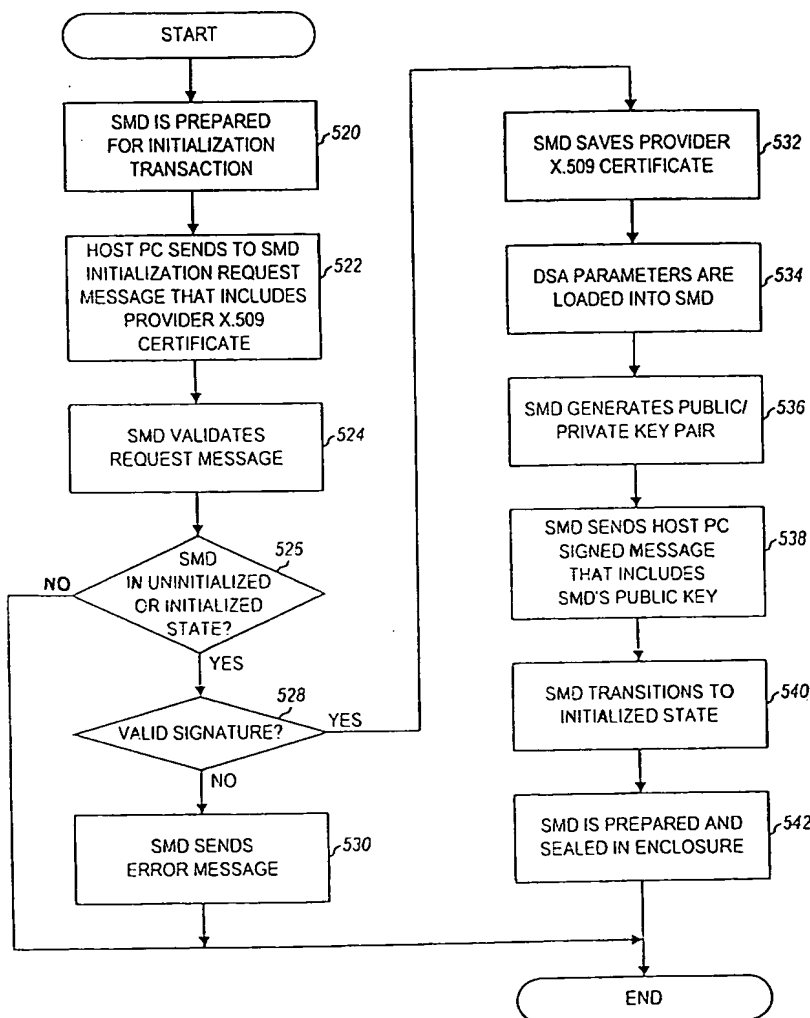 START
SMD IS PREPARED
FOR INITIALIZATION
TRANSACTION
520
HOST PC SENDS TO SMD
INITIALIZATION REQUEST
MESSAGE THAT INCLUDES
PROVIDER X.509
CERTIFICATE
522
SMD VALIDATES
REQUEST MESSAGE
524
SMD
IN UNINITIALIZED
OR INITIALIZED
STATE?
525
NO
YES
VALID SIGNATURE?
528
YES
NO
SMD SENDS
ERROR MESSAGE
530
SMD SAVES PROVIDER
X.509 CERTIFICATE
532
DSA PARAMETERS ARE
LOADED INTO SMD
534
SMD GENERATES PUBLIC/
PRIVATE KEY PAIR
536
SMD SENDS HOST PC
SIGNED MESSAGE
THAT INCLUDES
SMD'S PUBLIC KEY
538
SMD TRANSITIONS TO
INITIALIZED STATE
540
SMD IS PREPARED AND
SEALED IN ENCLOSURE
542
END